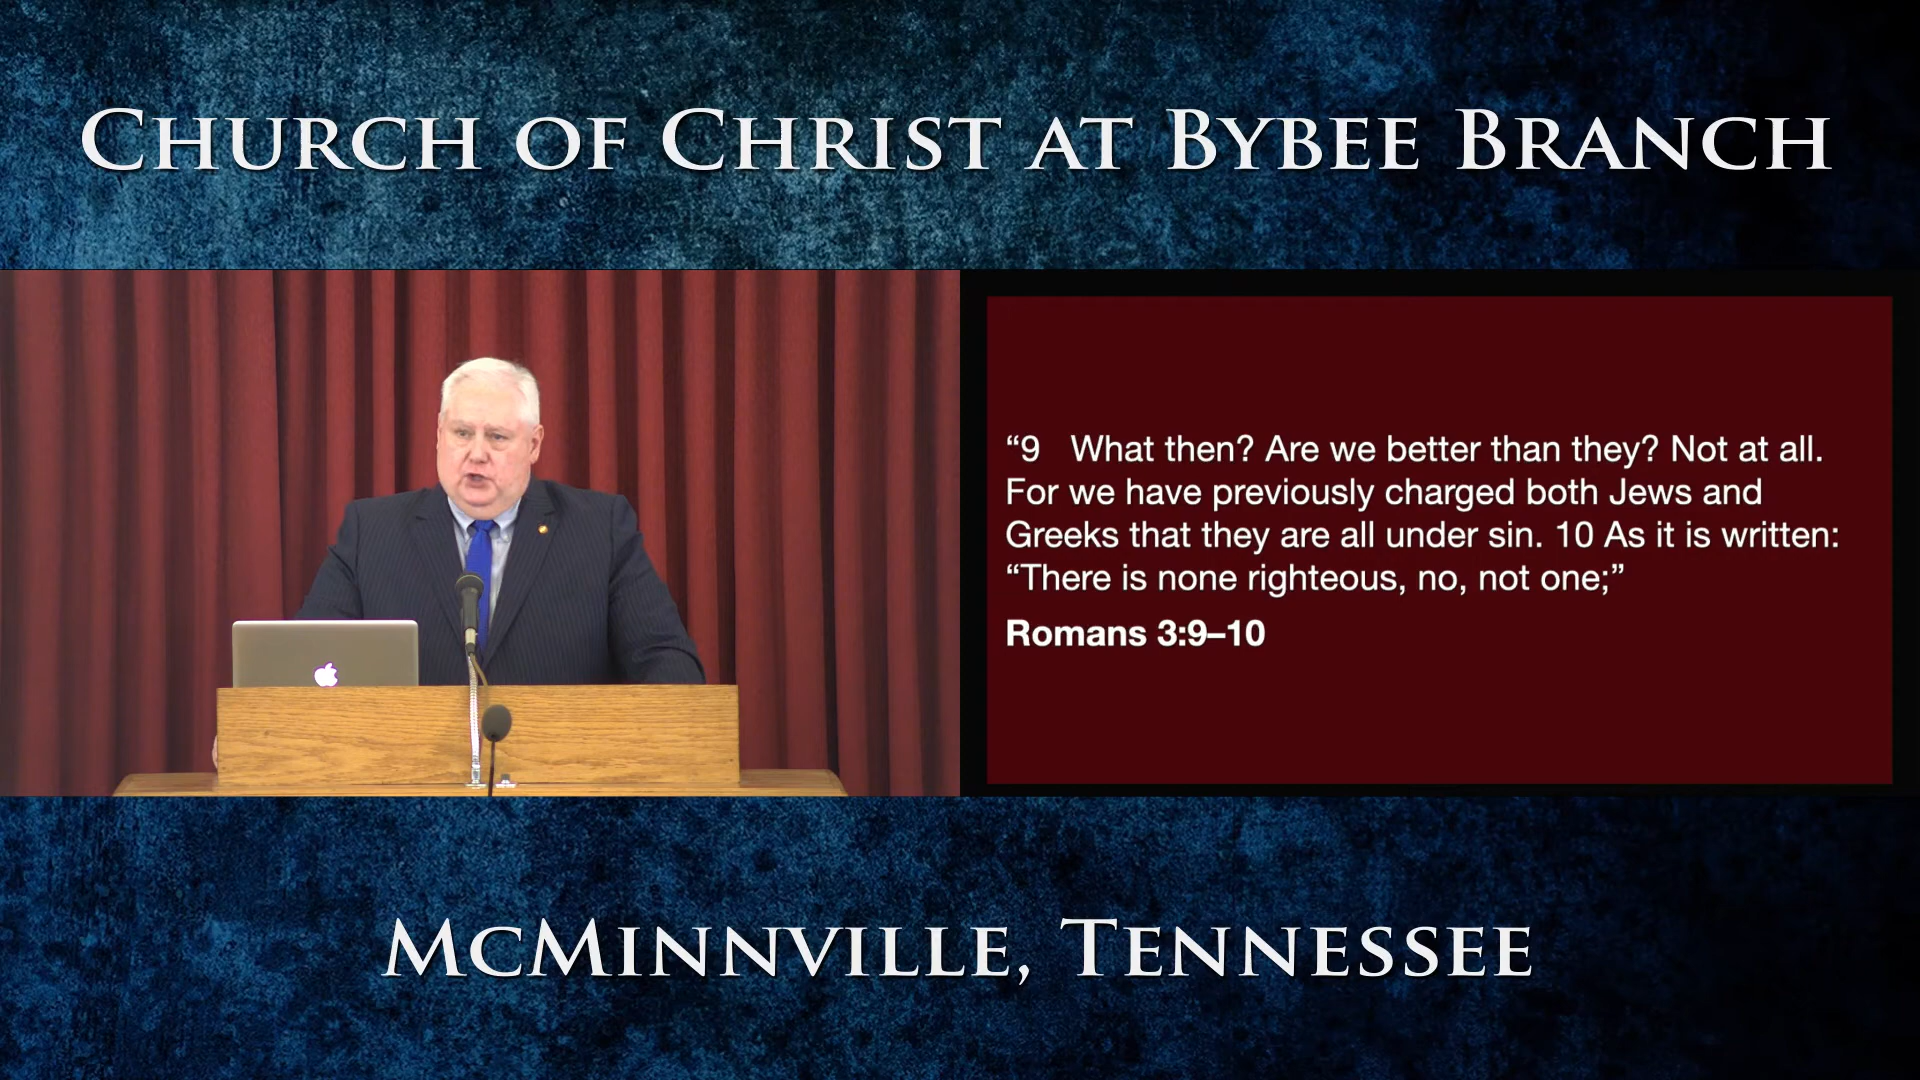 Church of Christ at Bybee Branch
“9 What then? Are we better than they? Not at all.
For we have previously charged both Jews and
Greeks that they are all under sin. 10 As it is written:
“There is none righteous, no, not one;”
Romans 3:9–10
McMinnville, Tennessee